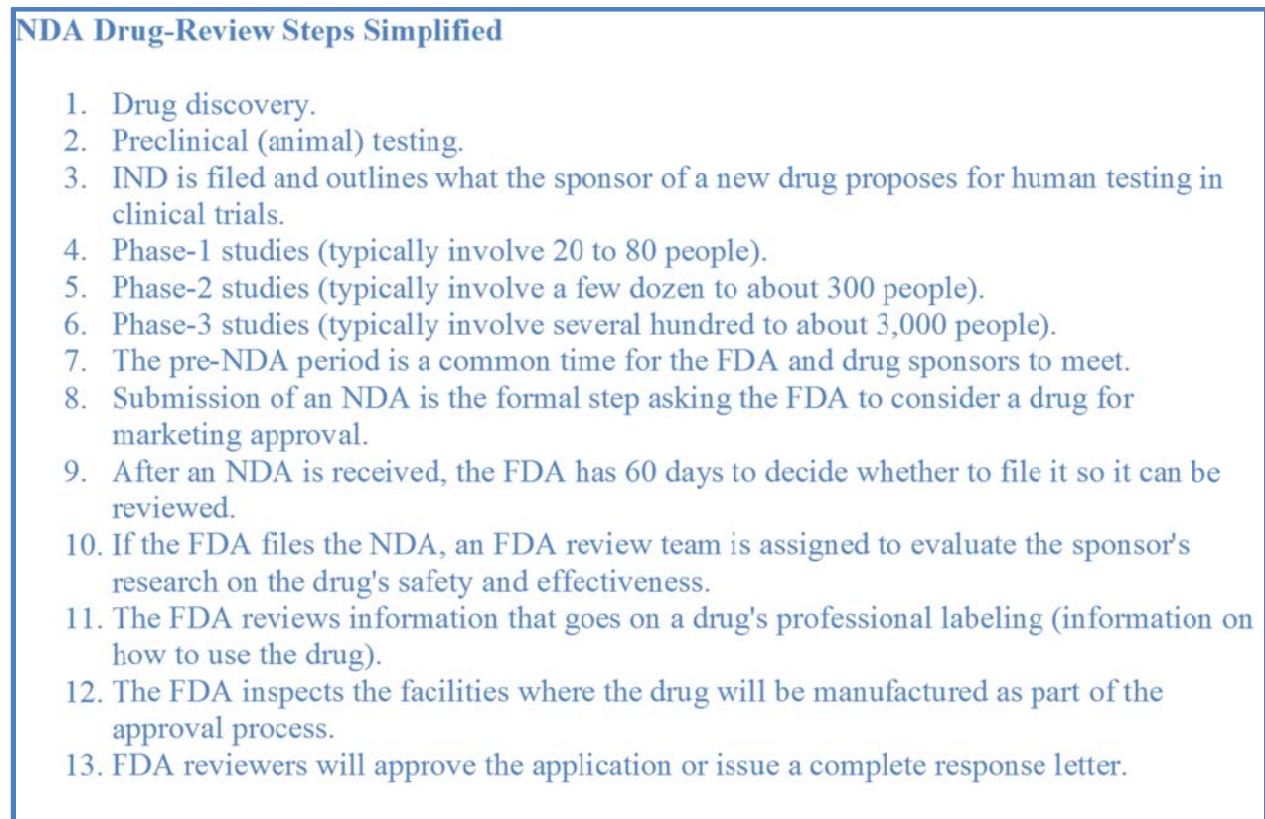 NDA Drug-Review Steps Simplified
1. Drug discovery.
2. Preclinical (animal) testing.
3. IND is filed and outlines what the sponsor of a new drug proposes for human testing in
clinical trials.
4. Phase-1 studies (typically involve 20 to 80 people).
5. Phase-2 studies (typically involve a few dozen to about 300 people).
6. Phase-3 studies (typically involve several hundred to about 3,000 people).
7. The pre-NDA period is a common time for the FDA and drug sponsors to meet.
8. Submission of an NDA is the formal step asking the FDA to consider a drug for
marketing approval.
9. After an NDA is received, the FDA has 60 days to decide whether to file it so it can be
reviewed.
10. If the FDA files the NDA, an FDA review team is assigned to evaluate the sponsor's
research on the drug's safety and effectiveness.
11. The FDA reviews information that goes on a drug's professional labeling (information on
how to use the drug).
12. The FDA inspects the facilities where the drug will be manufactured as part of the
approval process.
13. FDA reviewers will approve the application or issue a complete response letter.